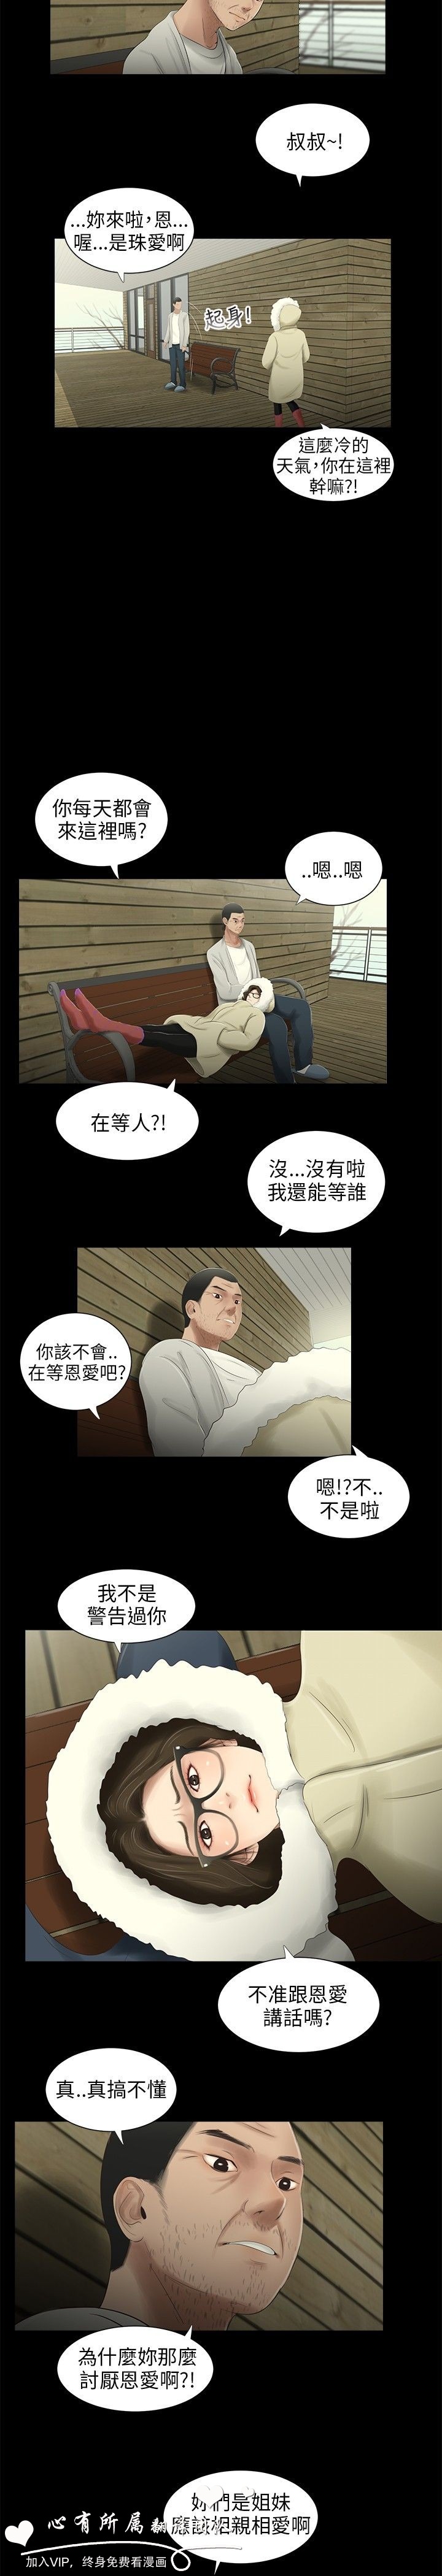 叔叔~!
...妳來啦,恩...
喔...是珠愛啊
起身!
這麼冷的
天氣,你在這裡
幹嘛?!
你每天都會
來這裡嗎?
..嗯..嗯
在等人?!
沒...沒有啦
我還能等誰
你該不會..
在等恩愛吧?
嗯!?不..
不是啦
我不是
警告過你
不准跟恩愛
講話嗎?
真..真搞不懂
為什麼妳那麼
討厭恩愛啊?!
妳們是姐妹
應該相親相愛啊
心有所属翻
加入VIP,终身免费看漫画